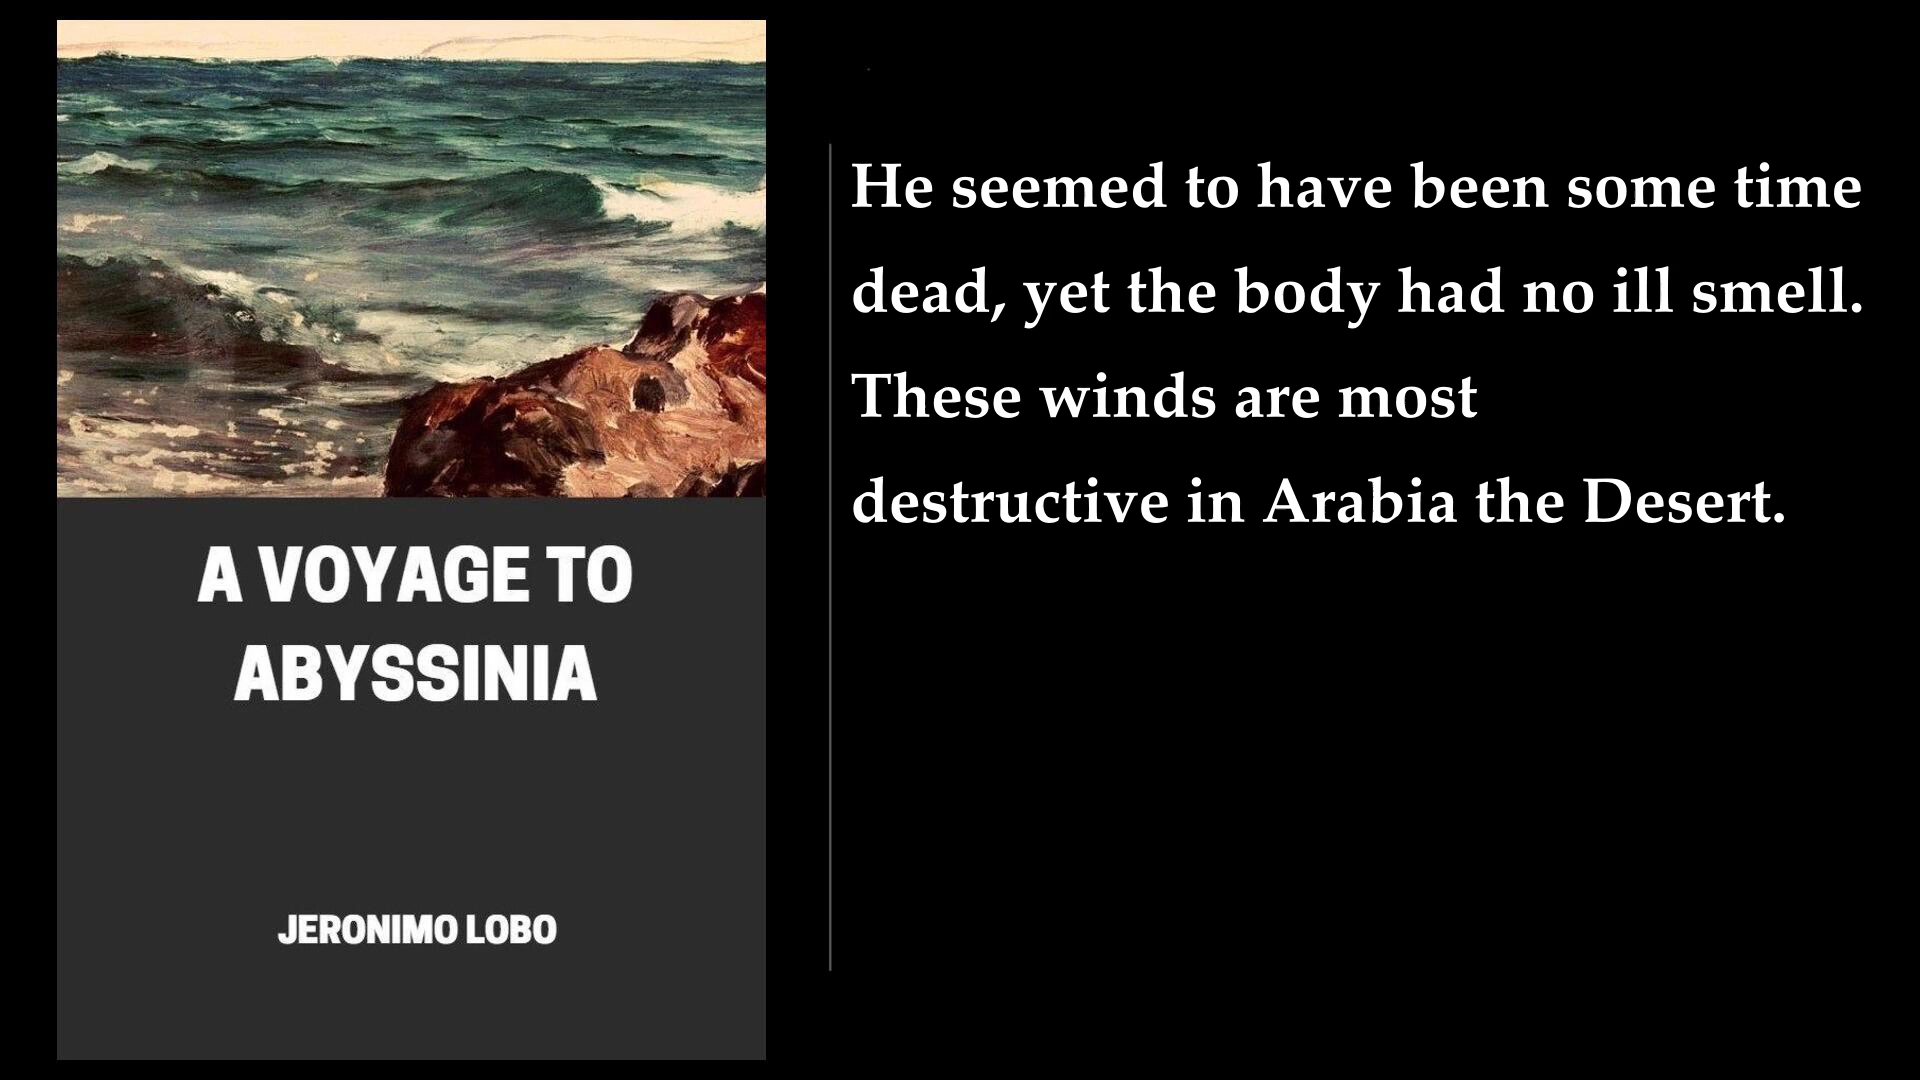 A VOYAGE TO
ABYSSINIA
JERONIMO LOBO
He seemed to have been some time
dead, yet the body had no ill smell.
These winds are most
destructive in Arabia the Desert.